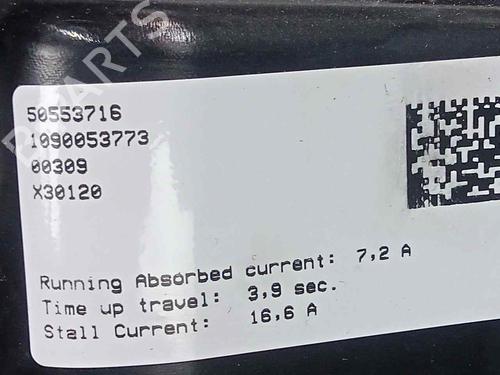 PARTS
50553716
1090053773
00309
X30120
Running Absorbed current: 7,2 A
Time up travel: 3,9 sec.
Stall Current: 16,6 A